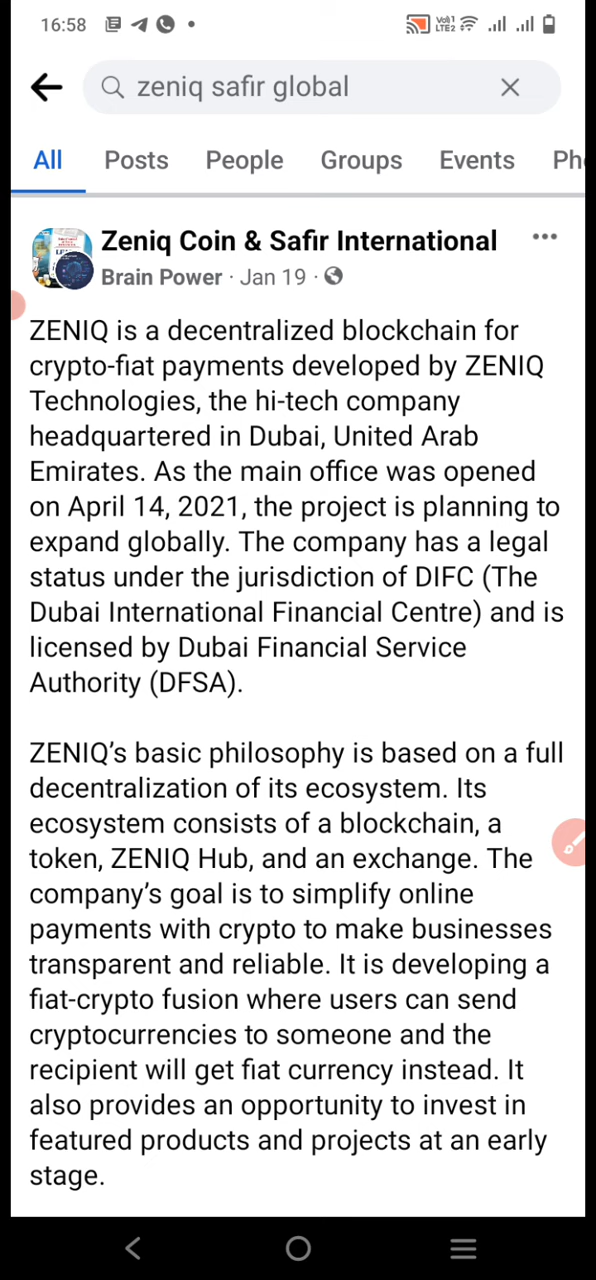 16:58
Vol1
LTE2
zeniq safir global
All Posts People Groups Events Ph
Zeniq Coin & Safir International
Brain Power · Jan 19 ·
ZENIQ is a decentralized blockchain for
crypto-fiat payments developed by ZENIQ
Technologies, the hi-tech company
headquartered in Dubai, United Arab
Emirates. As the main office was opened
on April 14, 2021, the project is planning to
expand globally. The company has a legal
status under the jurisdiction of DIFC (The
Dubai International Financial Centre) and is
licensed by Dubai Financial Service
Authority (DFSA).
ZENIQ’s basic philosophy is based on a full
decentralization of its ecosystem. Its
ecosystem consists of a blockchain, a
token, ZENIQ Hub, and an exchange. The
company’s goal is to simplify online
payments with crypto to make businesses
transparent and reliable. It is developing a
fiat-crypto fusion where users can send
cryptocurrencies to someone and the
recipient will get fiat currency instead. It
also provides an opportunity to invest in
featured products and projects at an early
stage.